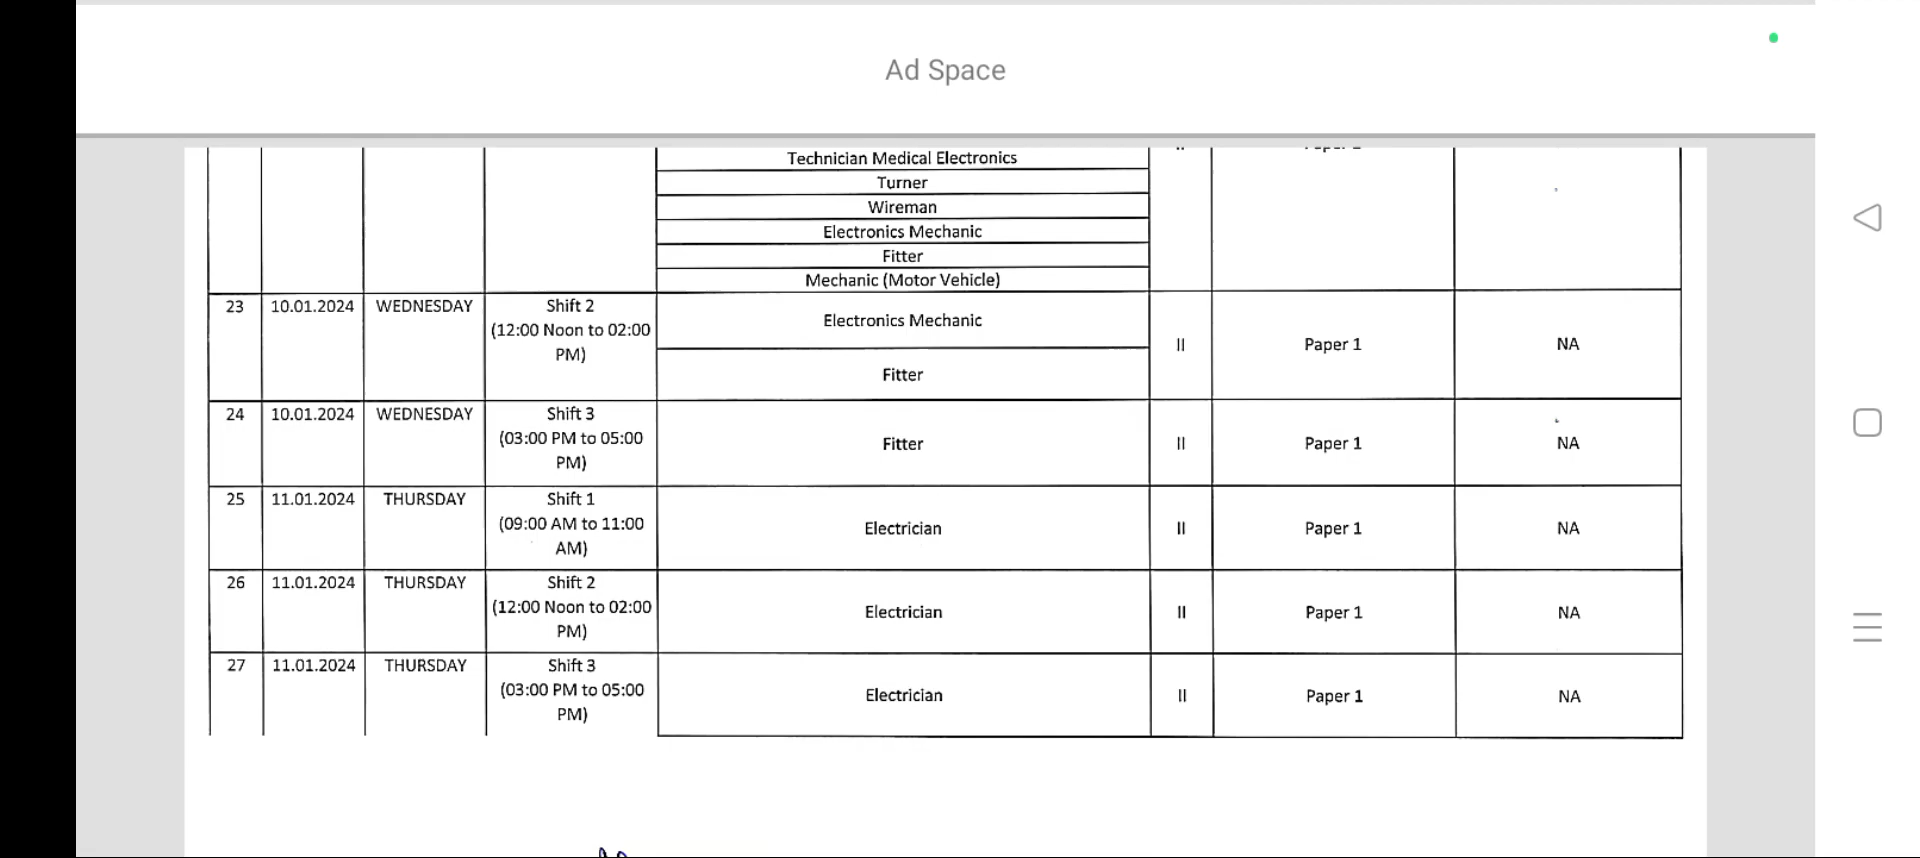 Ad Space
Technician Medical Electronics
II
Turner
Wireman
Electronics Mechanic
Fitter
Mechanic (Motor Vehicle)
23 10.01.2024 WEDNESDAY Shift 2
(12:00 Noon to 02:00
PM)
Electronics Mechanic
Fitter
II Paper 1 NA
24 10.01.2024 WEDNESDAY Shift 3
(03:00 PM to 05:00
PM)
Fitter II Paper 1 NA
25 11.01.2024 THURSDAY Shift 1
(09:00 AM to 11:00
AM)
Electrician II Paper 1 NA
26 11.01.2024 THURSDAY Shift 2
(12:00 Noon to 02:00
PM)
Electrician II Paper 1 NA
27 11.01.2024 THURSDAY Shift 3
(03:00 PM to 05:00
PM)
Electrician II Paper 1 NA